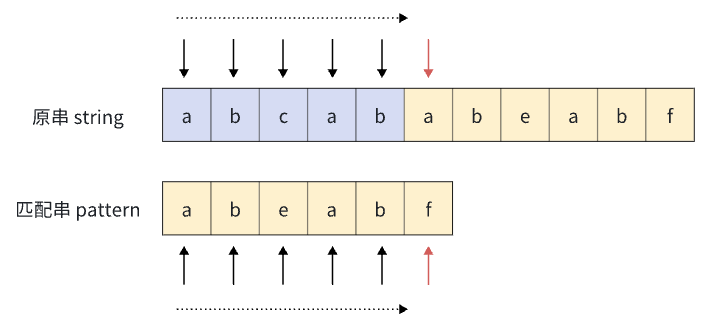 原串 string a b c a b a b e a b f
匹配串 pattern a b e a b f